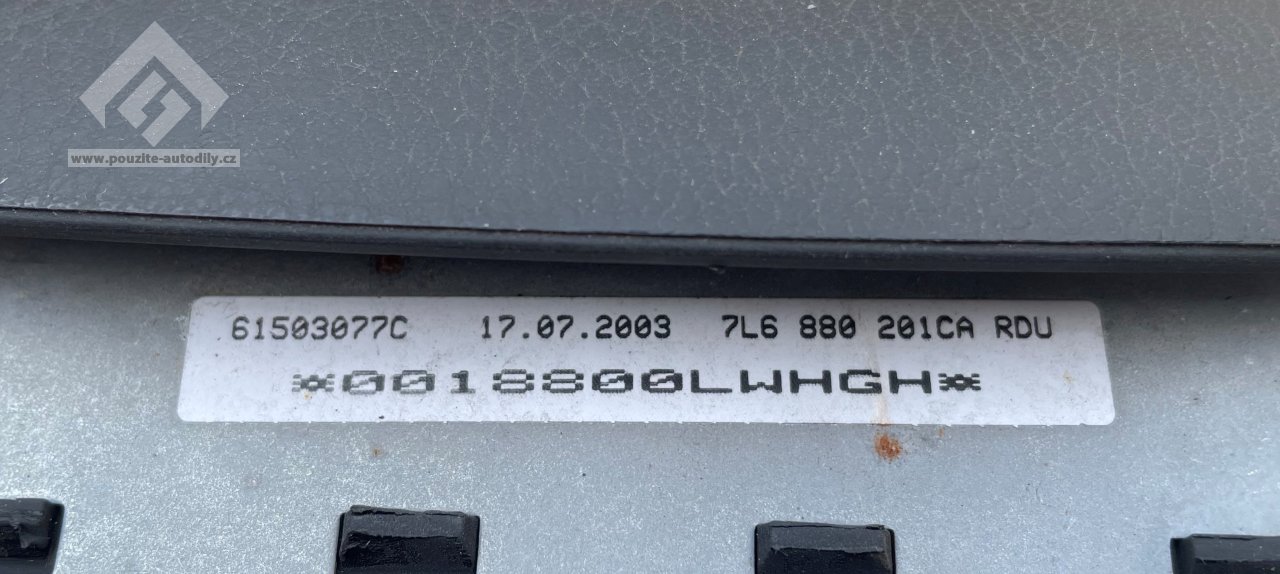 www.pouzite-autodily.cz
61503077C 17.07.2003 7L6 880 201CA RDU
*0018800LWHGH*